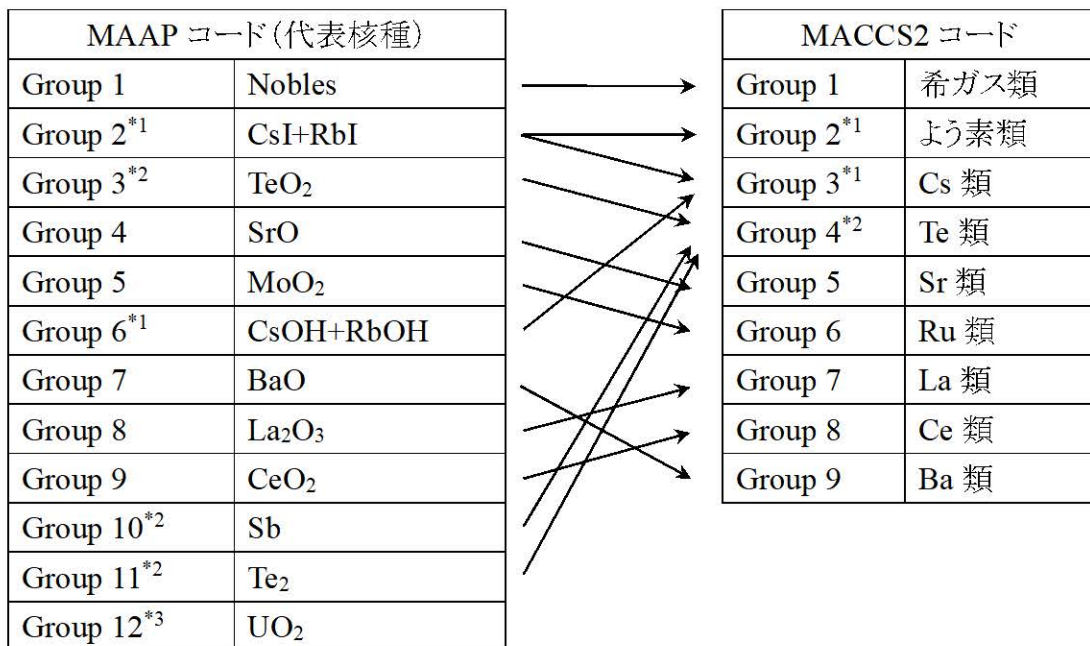 MAAP コード(代表核種)
Group 1 Nobles
Group 2*1 CsI+RbI
Group 3*2 TeO2
Group 4 SrO
Group 5 MoO2
Group 6*1 CsOH+RbOH
Group 7 BaO
Group 8 La2O3
Group 9 CeO2
Group 10*2 Sb
Group 11*2 Te2
Group 12*3 UO2
MACCS2 コード
Group 1 希ガス類
Group 2*1 よう素類
Group 3*1 Cs 類
Group 4*2 Te 類
Group 5 Sr 類
Group 6 Ru 類
Group 7 La 類
Group 8 Ce 類
Group 9 Ba 類